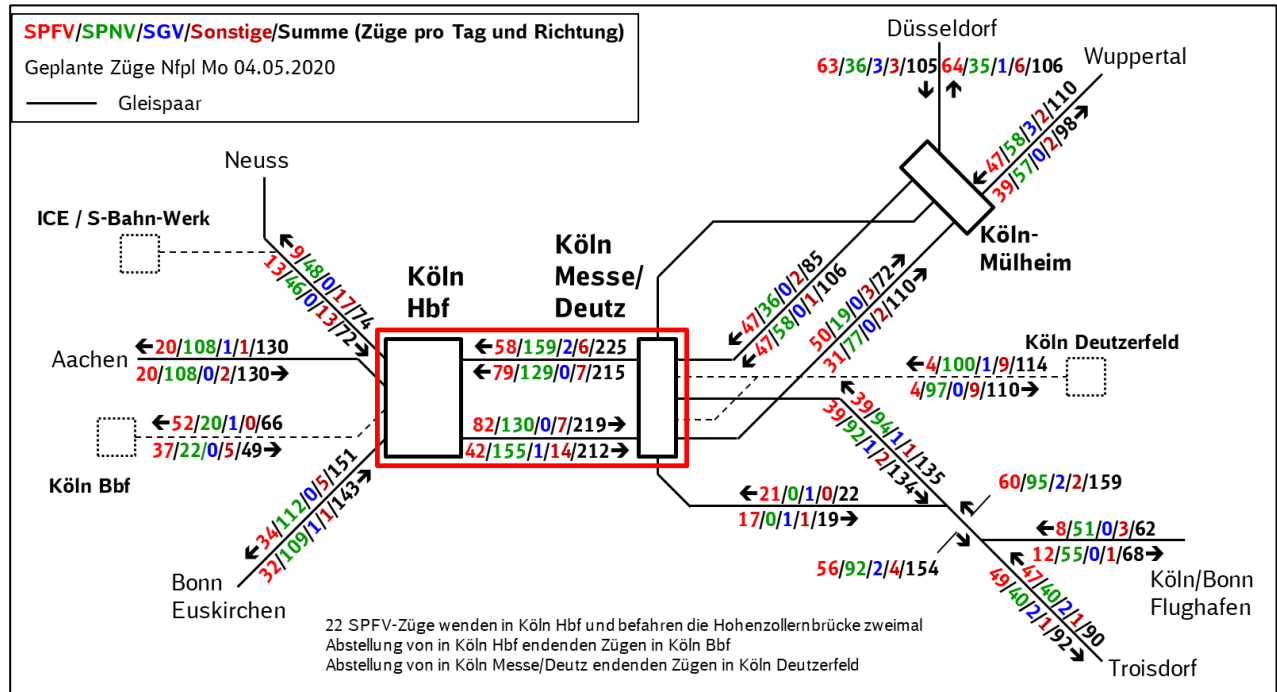 SPFV/SPNV/SGV/Sonstige/Summe (Züge pro Tag und Richtung)
Geplante Züge Nfpl Mo 04.05.2020
Gleispaar
Düsseldorf
63/36/3/3/105 64/35/1/6/106
↓ ↑
Wuppertal
←47/58/3/2/110
39/57/0/2/98→
Neuss
ICE / S-Bahn-Werk
←9/48/0/17/74
13/46/0/13/72→
Köln
Hbf
Köln
Messe/
Deutz
Köln-
Mülheim
←47/36/0/2/85
←47/58/0/1/106
50/19/0/3/72→
31/77/0/2/110→
Aachen
←20/108/1/1/130
20/108/0/2/130→
←58/159/2/6/225
←79/129/0/7/215
Köln Deutzerfeld
←4/100/1/9/114
4/97/0/9/110→
←52/20/1/0/66
37/22/0/5/49→
Köln Bbf
82/130/0/7/219→
42/155/1/14/212→
←39/94/1/1/135
39/92/1/2/134→
←34/112/0/5/151
32/109/1/1/143→
Bonn
Euskirchen
←21/0/1/0/22
17/0/1/1/19→
60/95/2/2/159
56/92/2/4/154
←8/51/0/3/62
12/55/0/1/68→
Köln/Bonn
Flughafen
←47/40/2/1/90
49/40/2/1/92→
Troisdorf
22 SPFV-Züge wenden in Köln Hbf und befahren die Hohenzollernbrücke zweimal
Abstellung von in Köln Hbf endenden Zügen in Köln Bbf
Abstellung von in Köln Messe/Deutz endenden Zügen in Köln Deutzerfeld